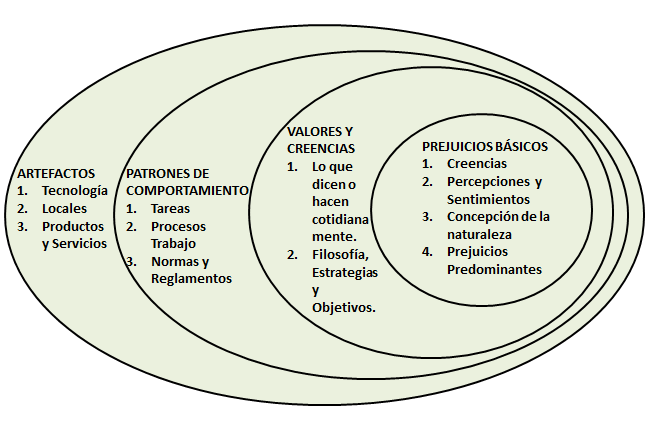 ARTEFACTOS
1. Tecnología
2. Locales
3. Productos
y Servicios
PATRONES DE
COMPORTAMIENTO
1. Tareas
2. Procesos
Trabajo
3. Normas y
Reglamentos
VALORES Y
CREENCIAS
1. Lo que
dicen o
hacen
cotidiana
mente.
2. Filosofía,
Estrategias
y
Objetivos.
PREJUICIOS BÁSICOS
1. Creencias
2. Percepciones y
Sentimientos
3. Concepción de la
naturaleza
4. Prejuicios
Predominantes